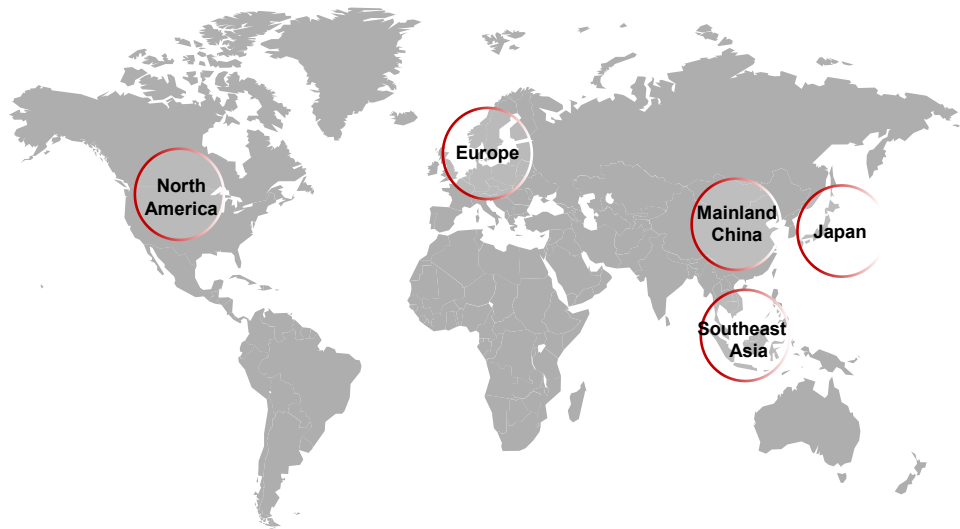 Europe
North
America
Mainland
China
Japan
Southeast
Asia